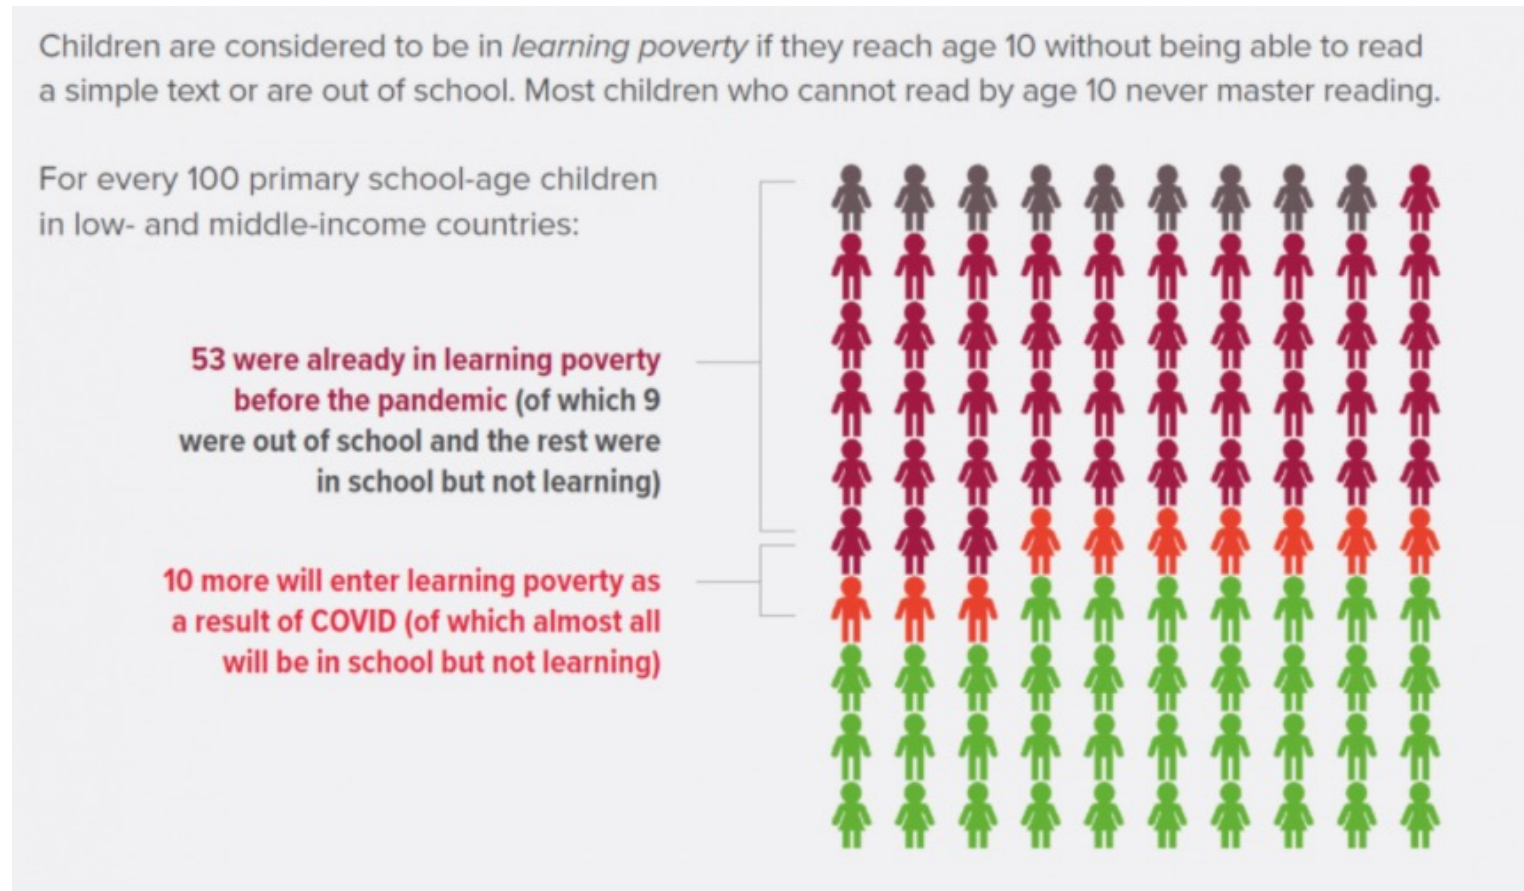 Children are considered to be in learning poverty if they reach age 10 without being able to read
a simple text or are out of school. Most children who cannot read by age 10 never master reading.
For every 100 primary school-age children
in low- and middle-income countries:
53 were already in learning poverty
before the pandemic (of which 9
were out of school and the rest were
in school but not learning)
10 more will enter learning poverty as
a result of COVID (of which almost all
will be in school but not learning)